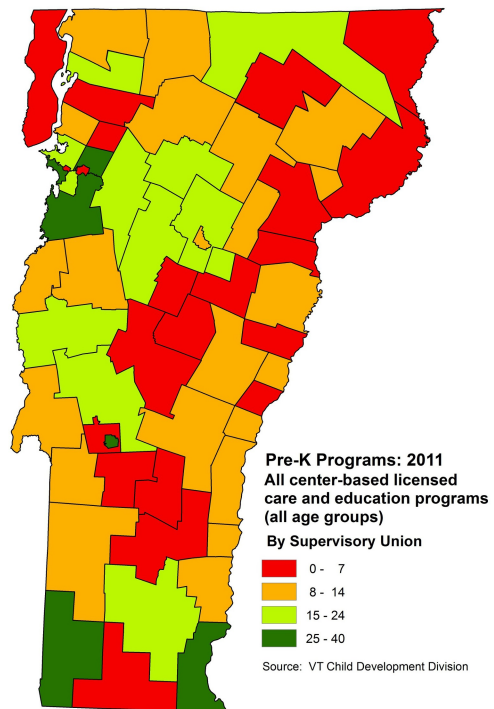 Pre-K Programs: 2011
All center-based licensed
care and education programs
(all age groups)
By Supervisory Union
0 - 7
8 - 14
15 - 24
25 - 40
Source: VT Child Development Division